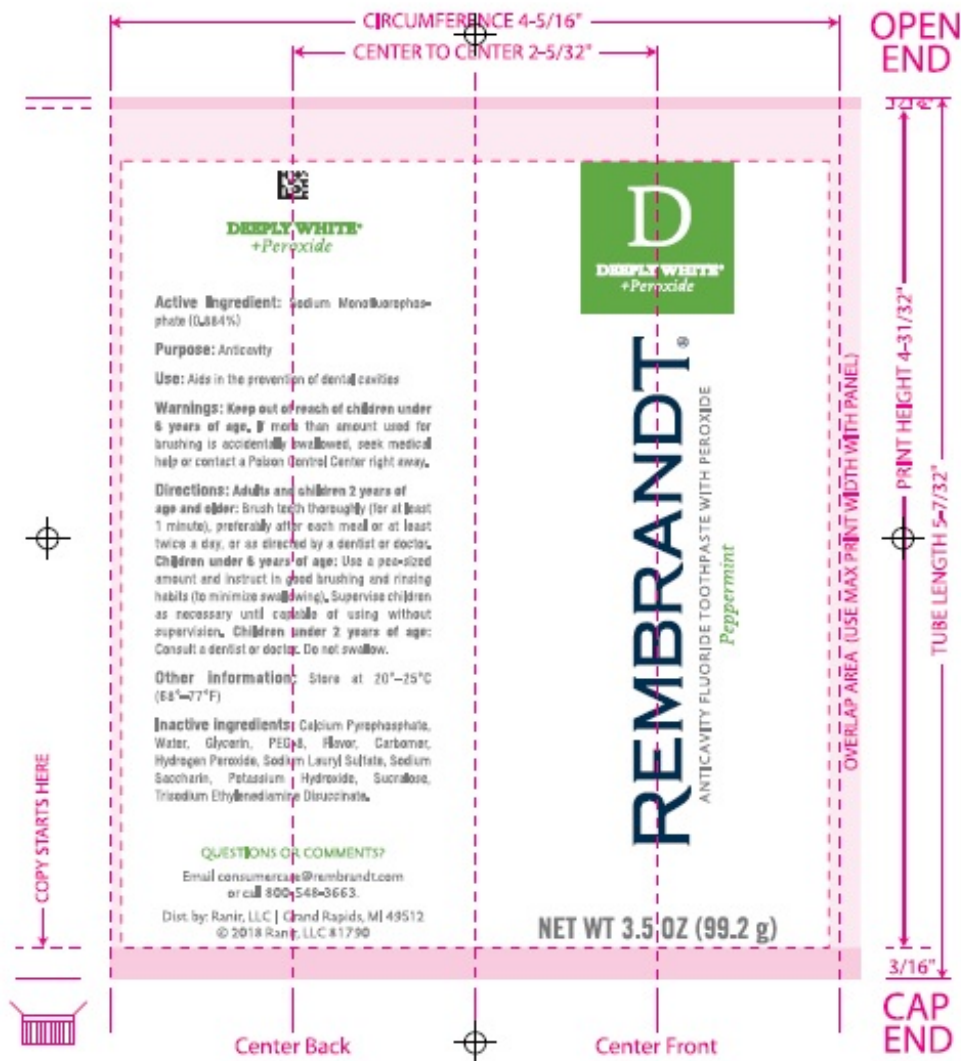 CIRCUMFERENCE 4-5/16"
CENTER TO CENTER 2-5/32"
OPEN
END
DEEPLY WHITE®
+Peroxide
Active Ingredient: Sodium Monofluorophos-
phate (0.884%)
Purpose: Anticavity
Use: Aids in the prevention of dental cavities
Warnings: Keep out of reach of children under
6 years of age. If more than amount used for
brushing is accidentally swallowed, seek medical
help or contact a Poison Control Center right away.
Directions: Adults and children 2 years of
age and older: Brush teeth thoroughly (for at least
1 minute), preferably after each meal or at least
twice a day, or as directed by a dentist or doctor.
Children under 6 years of age: Use a pea-sized
amount and instruct in good brushing and rinsing
habits (to minimize swallowing). Supervise children
as necessary until capable of using without
supervision. Children under 2 years of age:
Consult a dentist or doctor. Do not swallow.
Other information: Store at 20°–25°C
(68°–77°F)
Inactive ingredients: Calcium Pyrophosphate,
Water, Glycerin, PEG-8, Flavor, Carbomer,
Hydrogen Peroxide, Sodium Lauryl Sulfate, Sodium
Saccharin, Potassium Hydroxide, Sucralose,
Trisodium Ethylenediamine Disuccinate.
QUESTIONS OR COMMENTS?
Email consumercare@rembrandt.com
or call 800-548-3663.
Dist. by: Ranir, LLC | Grand Rapids, MI 49512
© 2018 Ranir, LLC 81790
D
DEEPLY WHITE®
+Peroxide
REMBRANDT®
ANTICAVITY FLUORIDE TOOTHPASTE WITH PEROXIDE
Peppermint
NET WT 3.5 OZ (99.2 g)
OVERLAP AREA (USE MAX PRINT WIDTH WITH PANEL)
PRINT HEIGHT 4-31/32"
TUBE LENGTH 5-7/32"
COPY STARTS HERE
3/16"
CAP
END
Center Back
Center Front